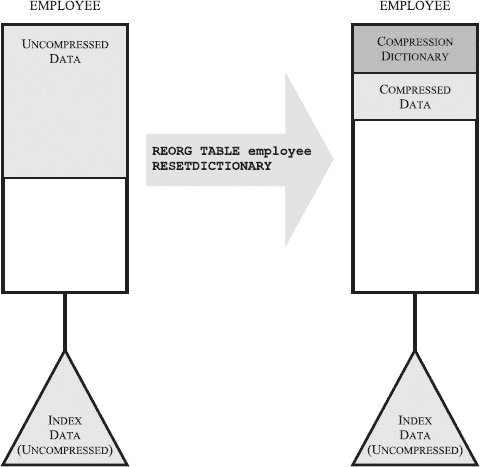 EMPLOYEE
UNCOMPRESSED
DATA
INDEX
DATA
(UNCOMPRESSED)
REORG TABLE employee
RESETDICTIONARY
EMPLOYEE
COMPRESSION
DICTIONARY
COMPRESSED
DATA
INDEX
DATA
(UNCOMPRESSED)